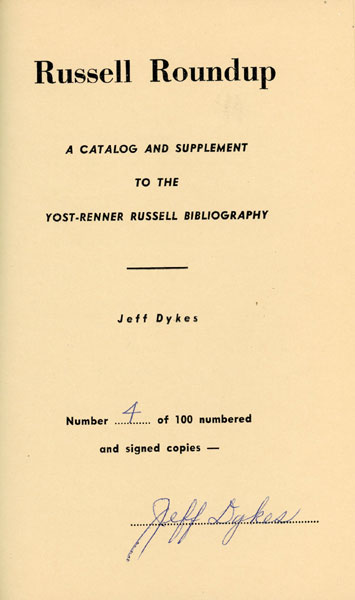 Russell Roundup
A CATALOG AND SUPPLEMENT
TO THE
YOST-RENNER RUSSELL BIBLIOGRAPHY
Jeff Dykes
Number ....4...... of 100 numbered
and signed copies —
Jeff Dykes